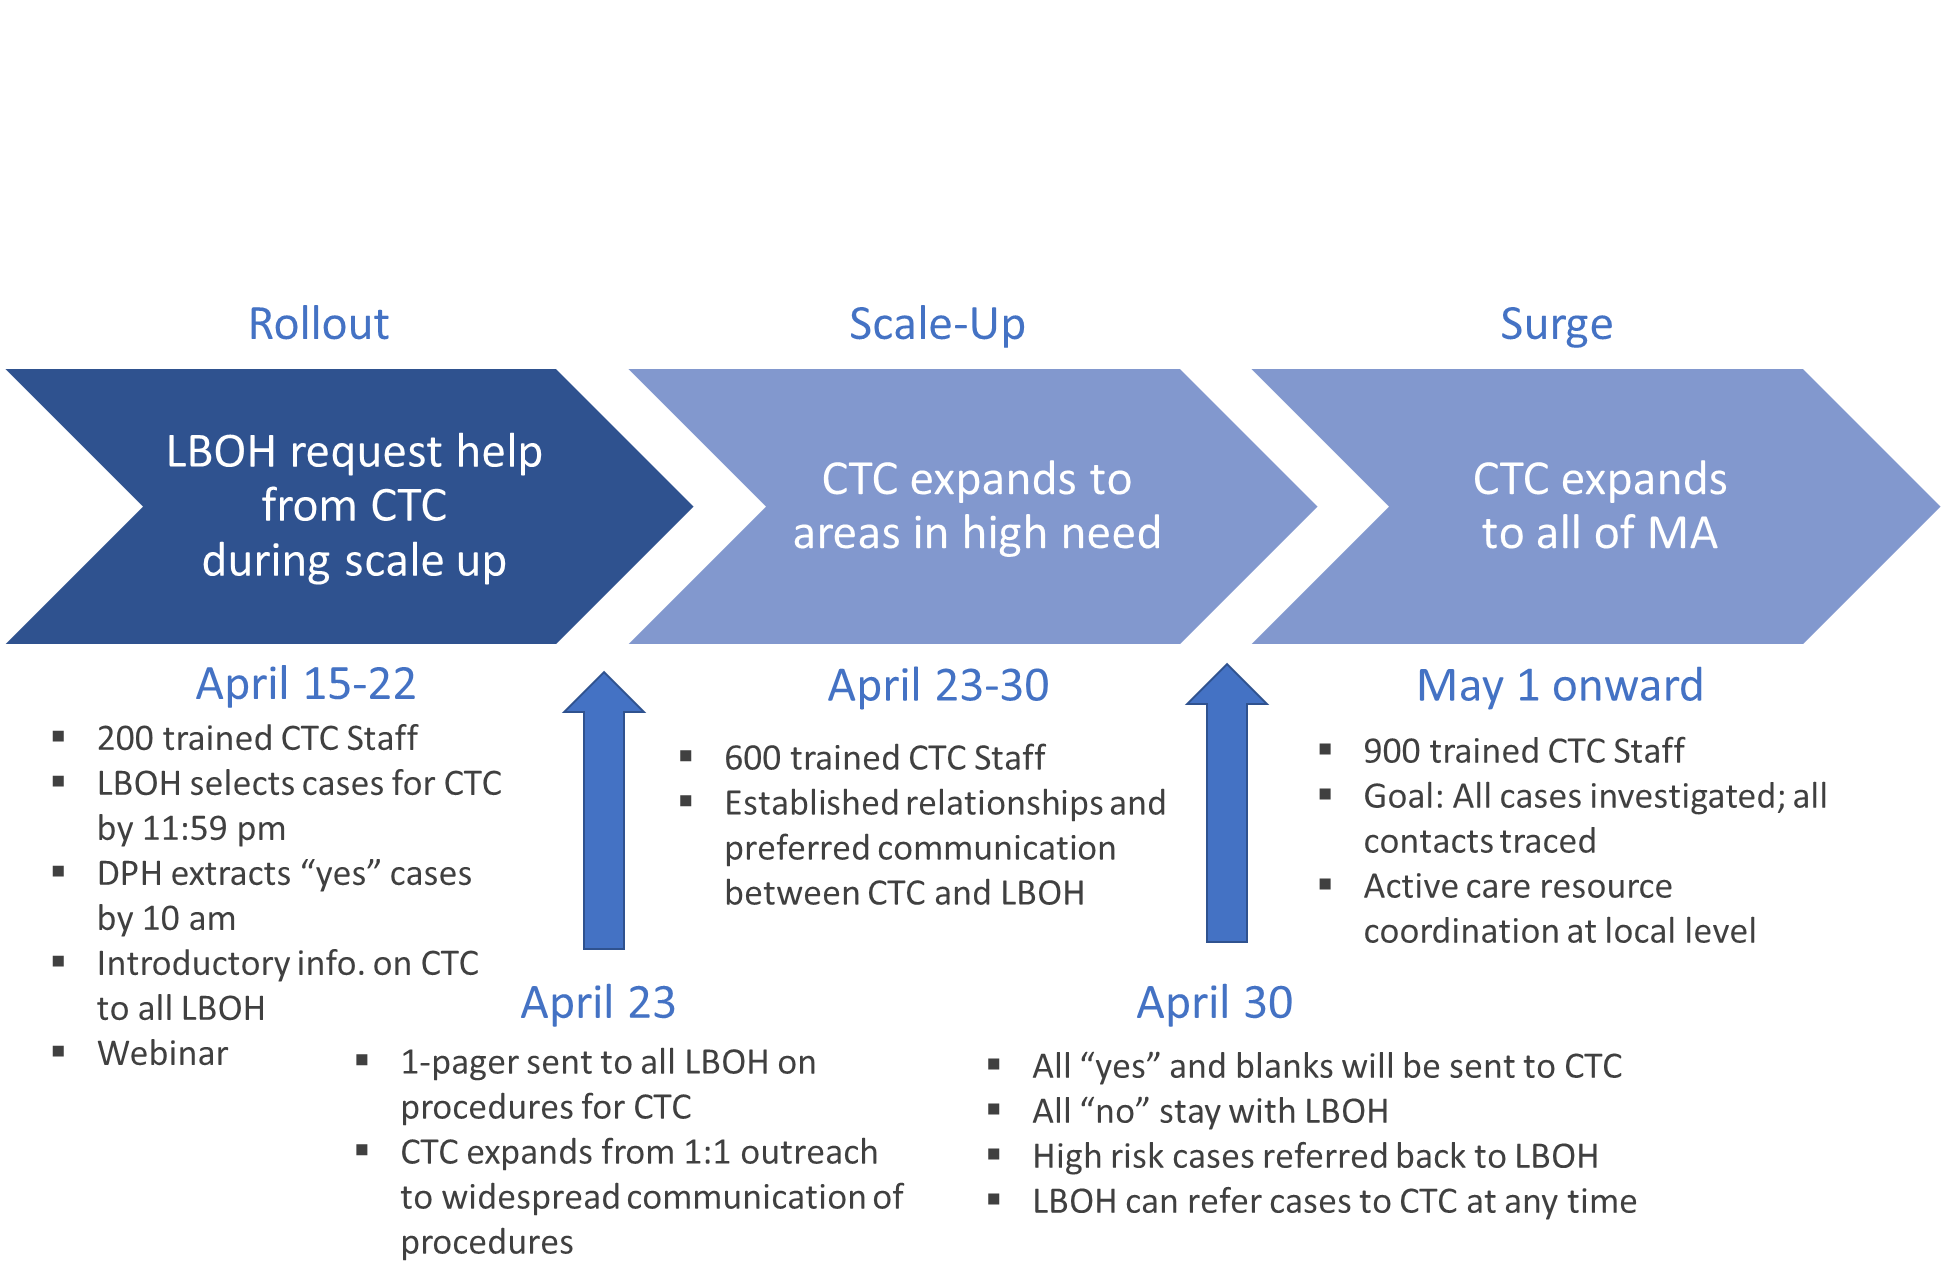 Rollout
LBOH request help
from CTC
during scale up
April 15-22
▪ 200 trained CTC Staff
▪ LBOH selects cases for CTC
by 11:59 pm
▪ DPH extracts “yes” cases
by 10 am
▪ Introductory info. on CTC
to all LBOH
▪ Webinar
April 23
▪ 1-pager sent to all LBOH on
procedures for CTC
▪ CTC expands from 1:1 outreach
to widespread communication of
procedures
Scale-Up
CTC expands to
areas in high need
April 23-30
▪ 600 trained CTC Staff
▪ Established relationships and
preferred communication
between CTC and LBOH
April 30
▪ All “yes” and blanks will be sent to CTC
▪ All “no” stay with LBOH
▪ High risk cases referred back to LBOH
▪ LBOH can refer cases to CTC at any time
Surge
CTC expands
to all of MA
May 1 onward
▪ 900 trained CTC Staff
▪ Goal: All cases investigated; all
contacts traced
▪ Active care resource
coordination at local level